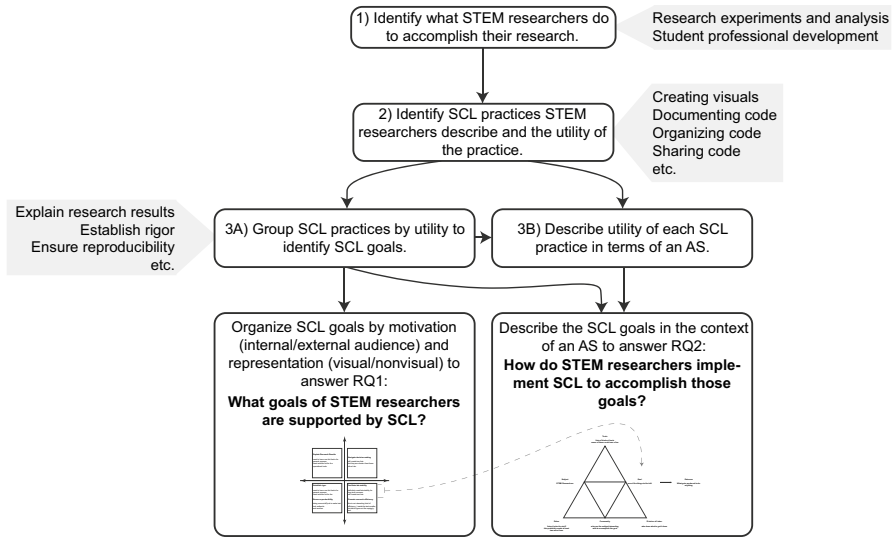 1) Identify what STEM researchers do
to accomplish their research.
Research experiments and analysis
Student professional development
2) Identify SCL practices STEM
researchers describe and the utility of
the practice.
Creating visuals
Documenting code
Organizing code
Sharing code
etc.
Explain research results
Establish rigor
Ensure reproducibility
etc.
3A) Group SCL practices by utility to
identify SCL goals.
3B) Describe utility of each SCL
practice in terms of an AS.
Organize SCL goals by motivation
(internal/external audience) and
representation (visual/nonvisual) to
answer RQ1:
What goals of STEM researchers
are supported by SCL?
Describe the SCL goals in the context
of an AS to answer RQ2:
How do STEM researchers imple-
ment SCL to accomplish those
goals?